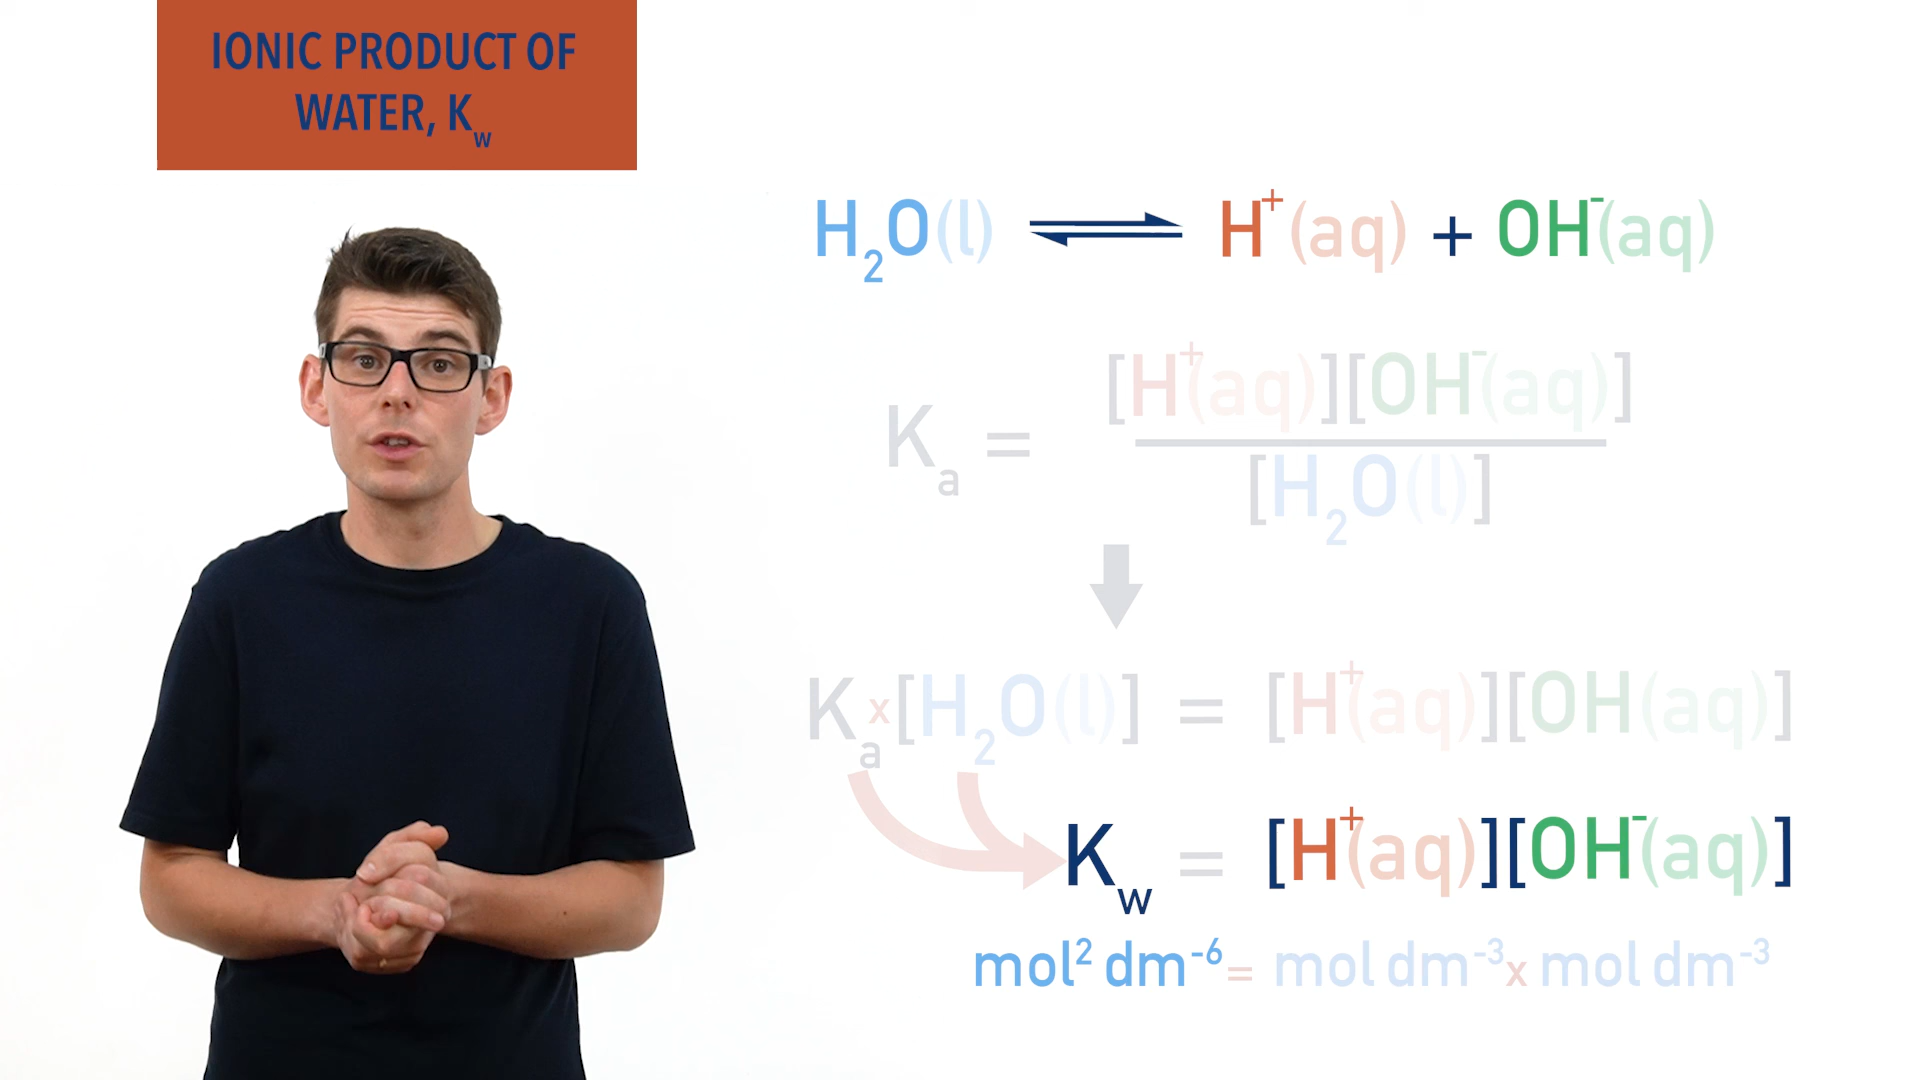 IONIC PRODUCT OF
WATER, Kw
H₂O(l) ⇌ H⁺(aq) + OH⁻(aq)
Kₐ = [H⁺(aq)][OH⁻(aq)]
[H₂O(l)]
Kₐ x [H₂O(l)] = [H⁺(aq)][OH(aq)]
Kw = [H⁺(aq)][OH⁻(aq)]
mol² dm⁻⁶ = mol dm⁻³ x mol dm⁻³